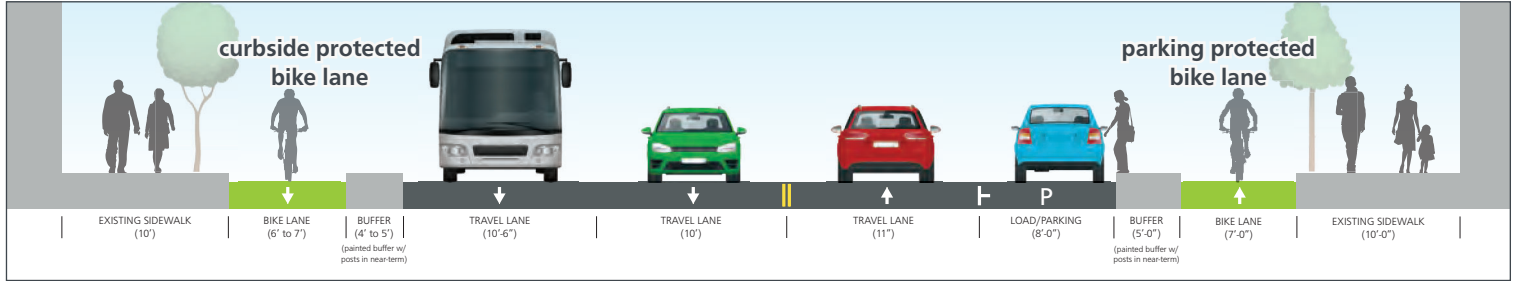 curbside protected
bike lane
parking protected
bike lane
P
EXISTING SIDEWALK
(10’)
BIKE LANE
(6’ to 7’)
BUFFER
(4’ to 5’)
(painted buffer w/
posts in near-term)
TRAVEL LANE
(10’-6”)
TRAVEL LANE
(10’)
TRAVEL LANE
(11”)
LOAD/PARKING
(8’-0”)
BUFFER
(5’-0”)
(painted buffer w/
posts in near-term)
BIKE LANE
(7’-0”)
EXISTING SIDEWALK
(10’-0”)